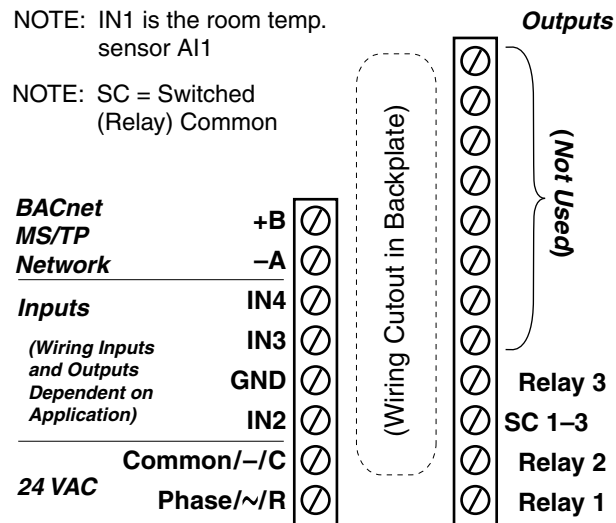 NOTE: IN1 is the room temp.
sensor AI1
NOTE: SC = Switched
(Relay) Common
BACnet
MS/TP
Network
+B
–A
Inputs
(Wiring Inputs
and Outputs
Dependent on
Application)
IN4
IN3
GND
IN2
24 VAC
Common/–/C
Phase/~/R
(Wiring Cutout in Backplate)
Outputs
(Not Used)
Relay 3
SC 1–3
Relay 2
Relay 1